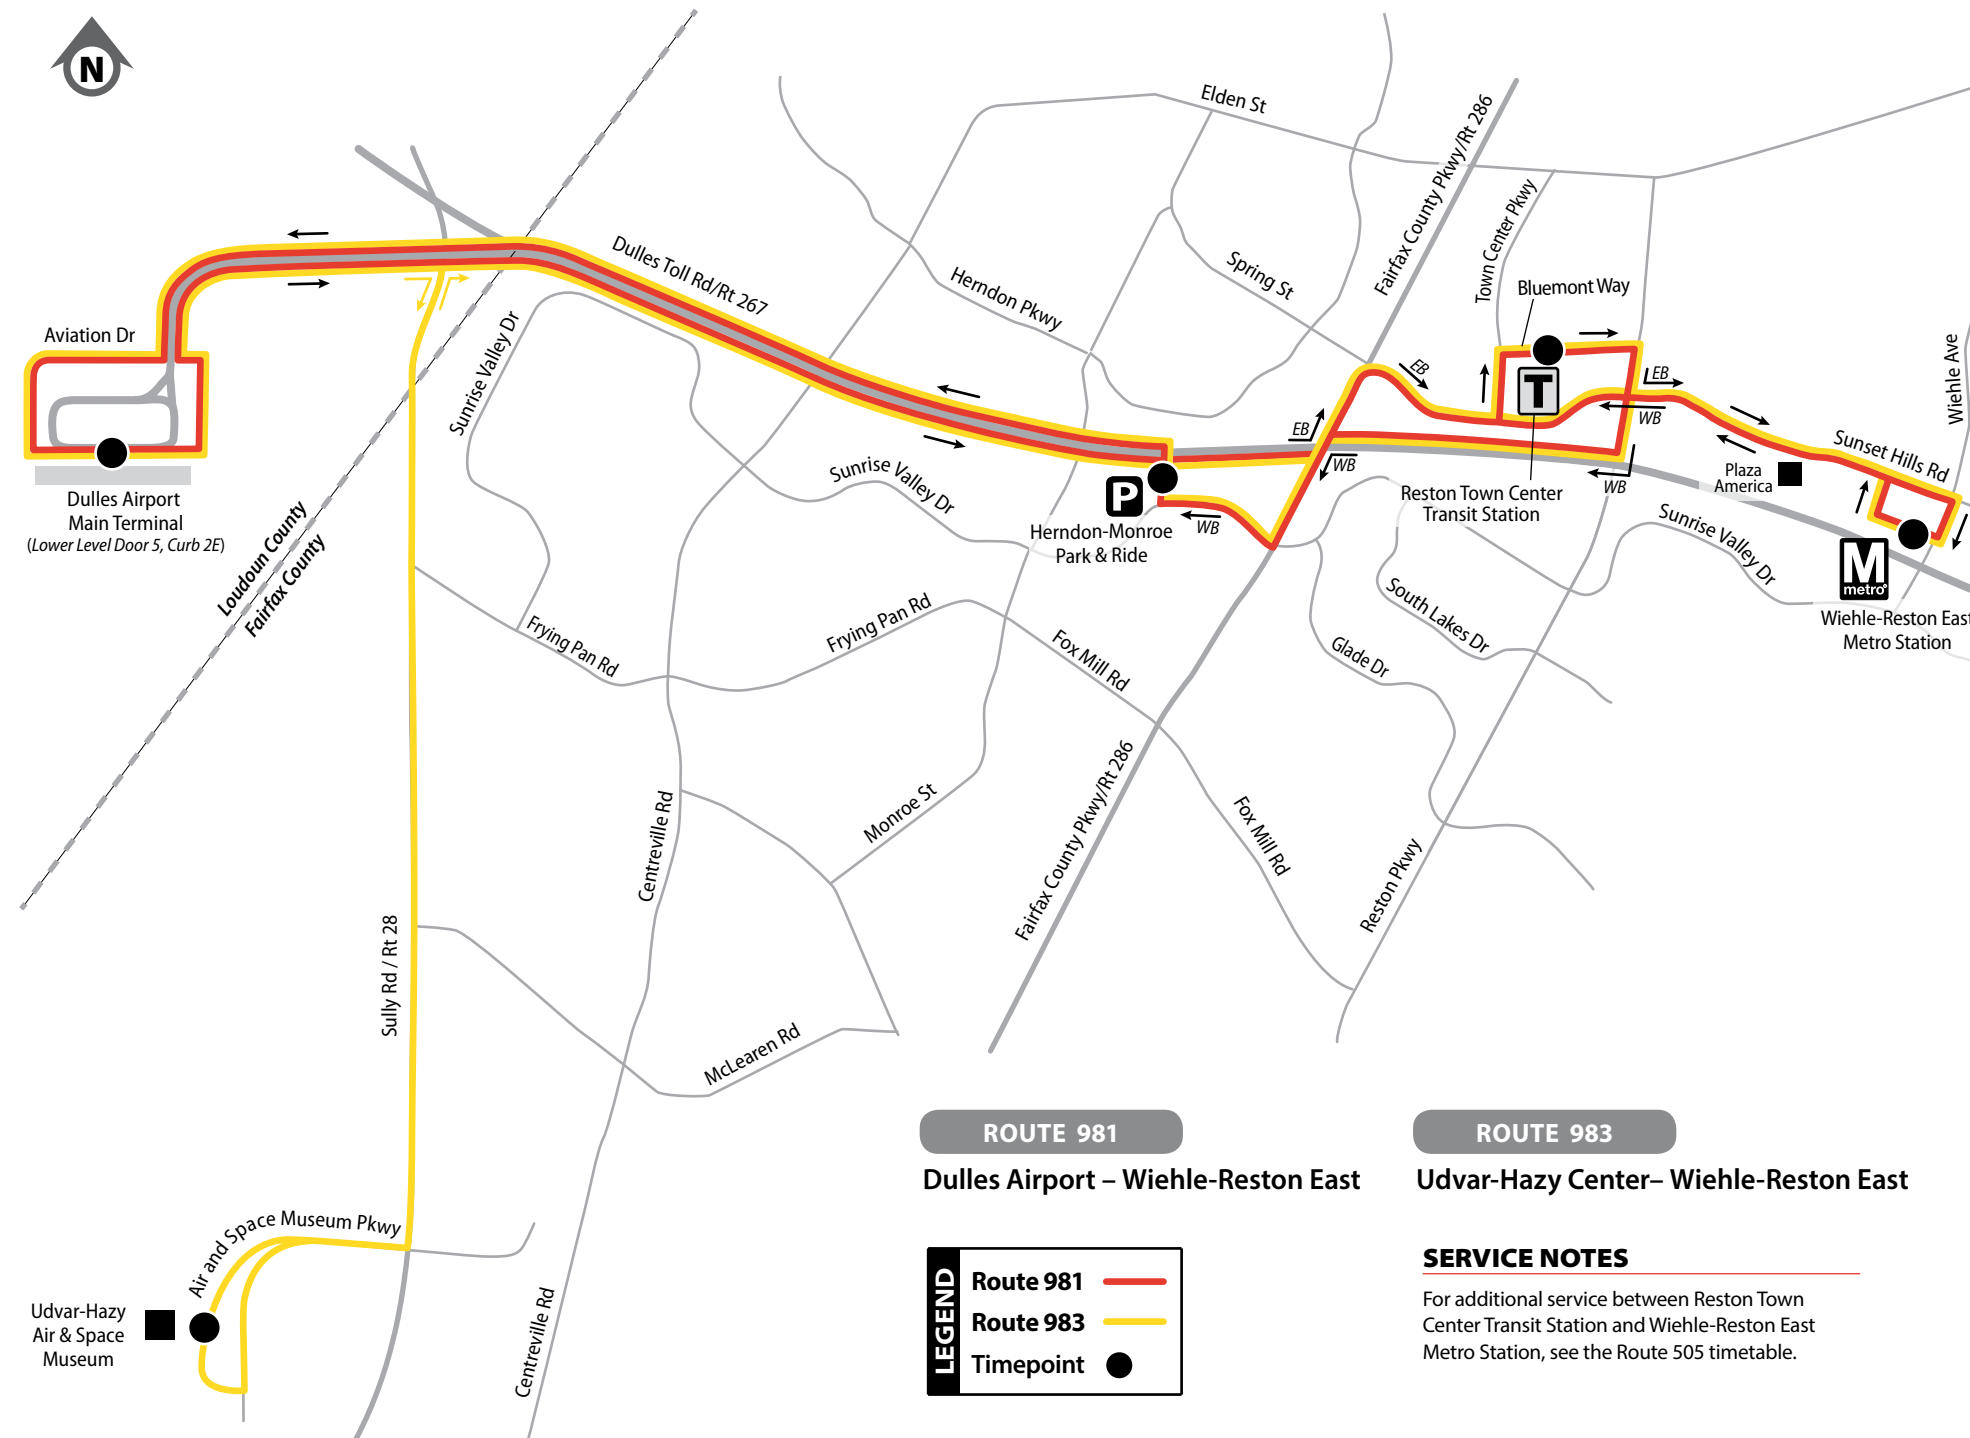 N
Elden St
Fairfax County Pkwy/Rt 286
Town Center Pkwy
Bluemont Way
Dulles Toll Rd/Rt 267
Herndon Pkwy
Spring St
Sunrise Valley Dr
Aviation Dr
EB
EB
EB
T
WB
WB
WB
WB
Wiehle Ave
Sunset Hills Rd
Plaza
America
Reston Town Center
Transit Station
Sunrise Valley Dr
Sunrise Valley Dr
P
Herndon-Monroe
Park & Ride
M
metro
Wiehle-Reston East
Metro Station
Dulles Airport
Main Terminal
(Lower Level Door 5, Curb 2E)
Loudoun County
Fairfax County
Frying Pan Rd
Frying Pan Rd
Fox Mill Rd
South Lakes Dr
Glade Dr
Fairfax County Pkwy/Rt 286
Fox Mill Rd
Reston Pkwy
Monroe St
Centreville Rd
Sully Rd / Rt 28
McLearen Rd
Air and Space Museum Pkwy
Udvar-Hazy
Air & Space
Museum
Centreville Rd
ROUTE 981
Dulles Airport – Wiehle-Reston East
ROUTE 983
Udvar-Hazy Center– Wiehle-Reston East
LEGEND
Route 981
Route 983
Timepoint
SERVICE NOTES
For additional service between Reston Town
Center Transit Station and Wiehle-Reston East
Metro Station, see the Route 505 timetable.